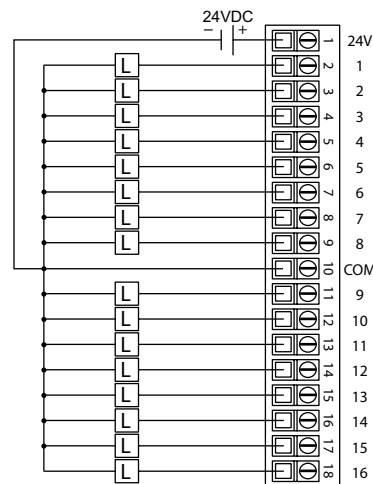 24VDC
− +
1 24V
L 2 1
L 3 2
L 4 3
L 5 4
L 6 5
L 7 6
L 8 7
L 9 8
10 COM
L 11 9
L 12 10
L 13 11
L 14 12
L 15 13
L 16 14
L 17 15
L 18 16